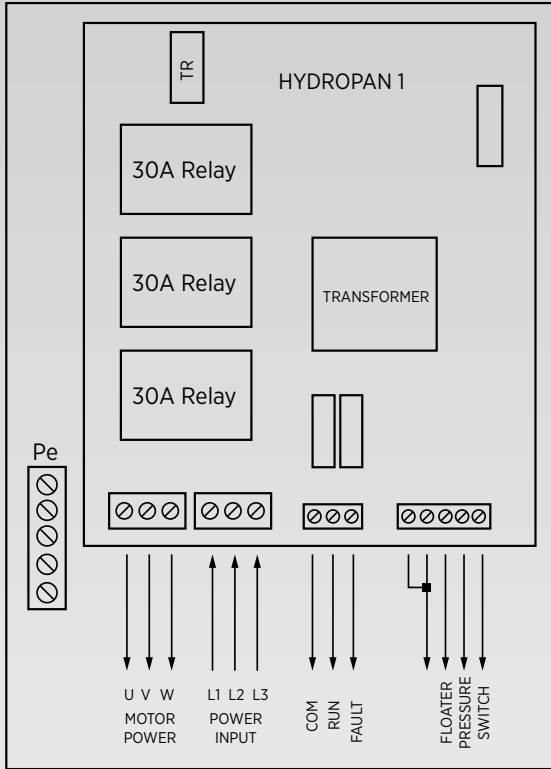 TR
HYDROPAN 1
30A Relay
30A Relay
TRANSFORMER
30A Relay
Pe
U V W
MOTOR
POWER
L1 L2 L3
POWER
INPUT
COM
RUN
FAULT
FLOATER
PRESSURE
SWITCH